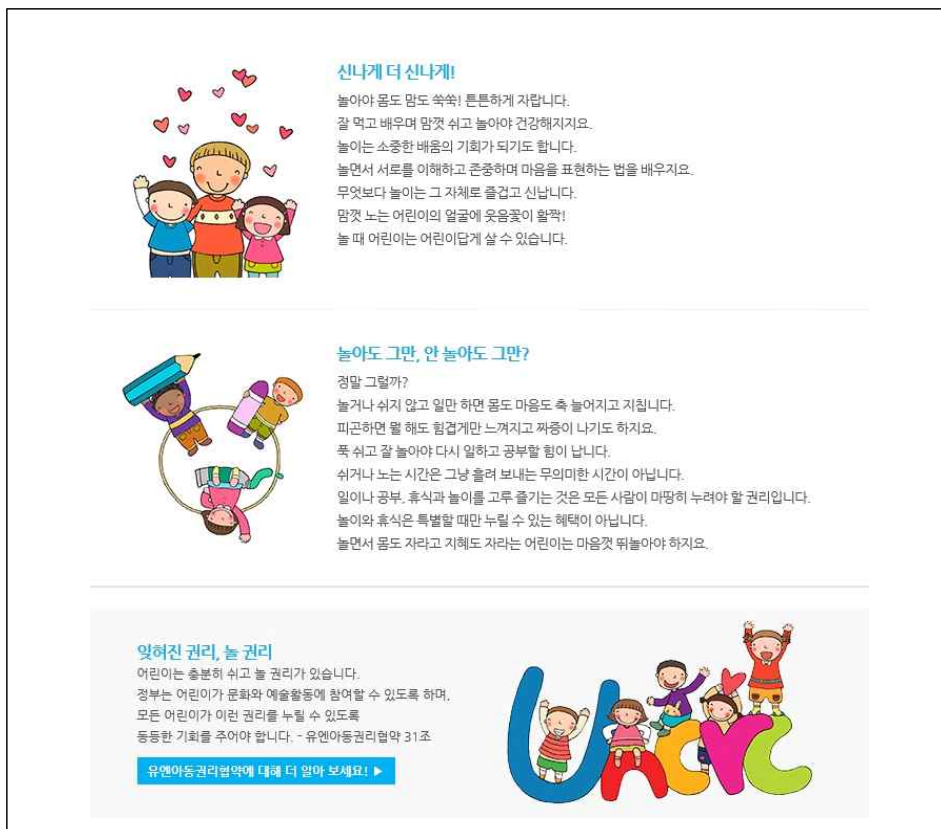 신나게 더 신나게!
놀아야 몸도 맘도 쑥쑥! 튼튼하게 자랍니다.
잘 먹고 배우며 맘껏 쉬고 놀아야 건강해지지요.
놀이는 소중한 배움의 기회가 되기도 합니다.
놀면서 서로를 이해하고 존중하며 마음을 표현하는 법을 배우지요.
무엇보다 놀이는 그 자체로 즐겁고 신납니다.
맘껏 노는 어린이의 얼굴에 웃음꽃이 활짝!
놀 때 어린이는 어린이답게 살 수 있습니다.
놀아도 그만, 안 놀아도 그만?
정말 그럴까?
놀거나 쉬지 않고 일만 하면 몸도 마음도 축 늘어지고 지칩니다.
피곤하면 뭘 해도 힘겹게만 느껴지고 짜증이 나기도 하지요.
푹 쉬고 잘 놀아야 다시 일하고 공부할 힘이 납니다.
쉬거나 노는 시간은 그냥 흘려 보내는 무의미한 시간이 아닙니다.
일이나 공부, 휴식과 놀이를 고루 즐기는 것은 모든 사람이 마땅히 누려야 할 권리입니다.
놀이와 휴식은 특별할 때만 누릴 수 있는 혜택이 아닙니다.
놀면서 몸도 자라고 지혜도 자라는 어린이는 마음껏 뛰놀아야 하지요.
잊혀진 권리, 놀 권리
어린이는 충분히 쉬고 놀 권리가 있습니다.
정부는 어린이가 문화와 예술활동에 참여할 수 있도록 하며,
모든 어린이가 이런 권리를 누릴 수 있도록
동등한 기회를 주어야 합니다. - 유엔아동권리협약 31조
유엔아동권리협약에 대해 더 알아 보세요! ▶
UNCRC